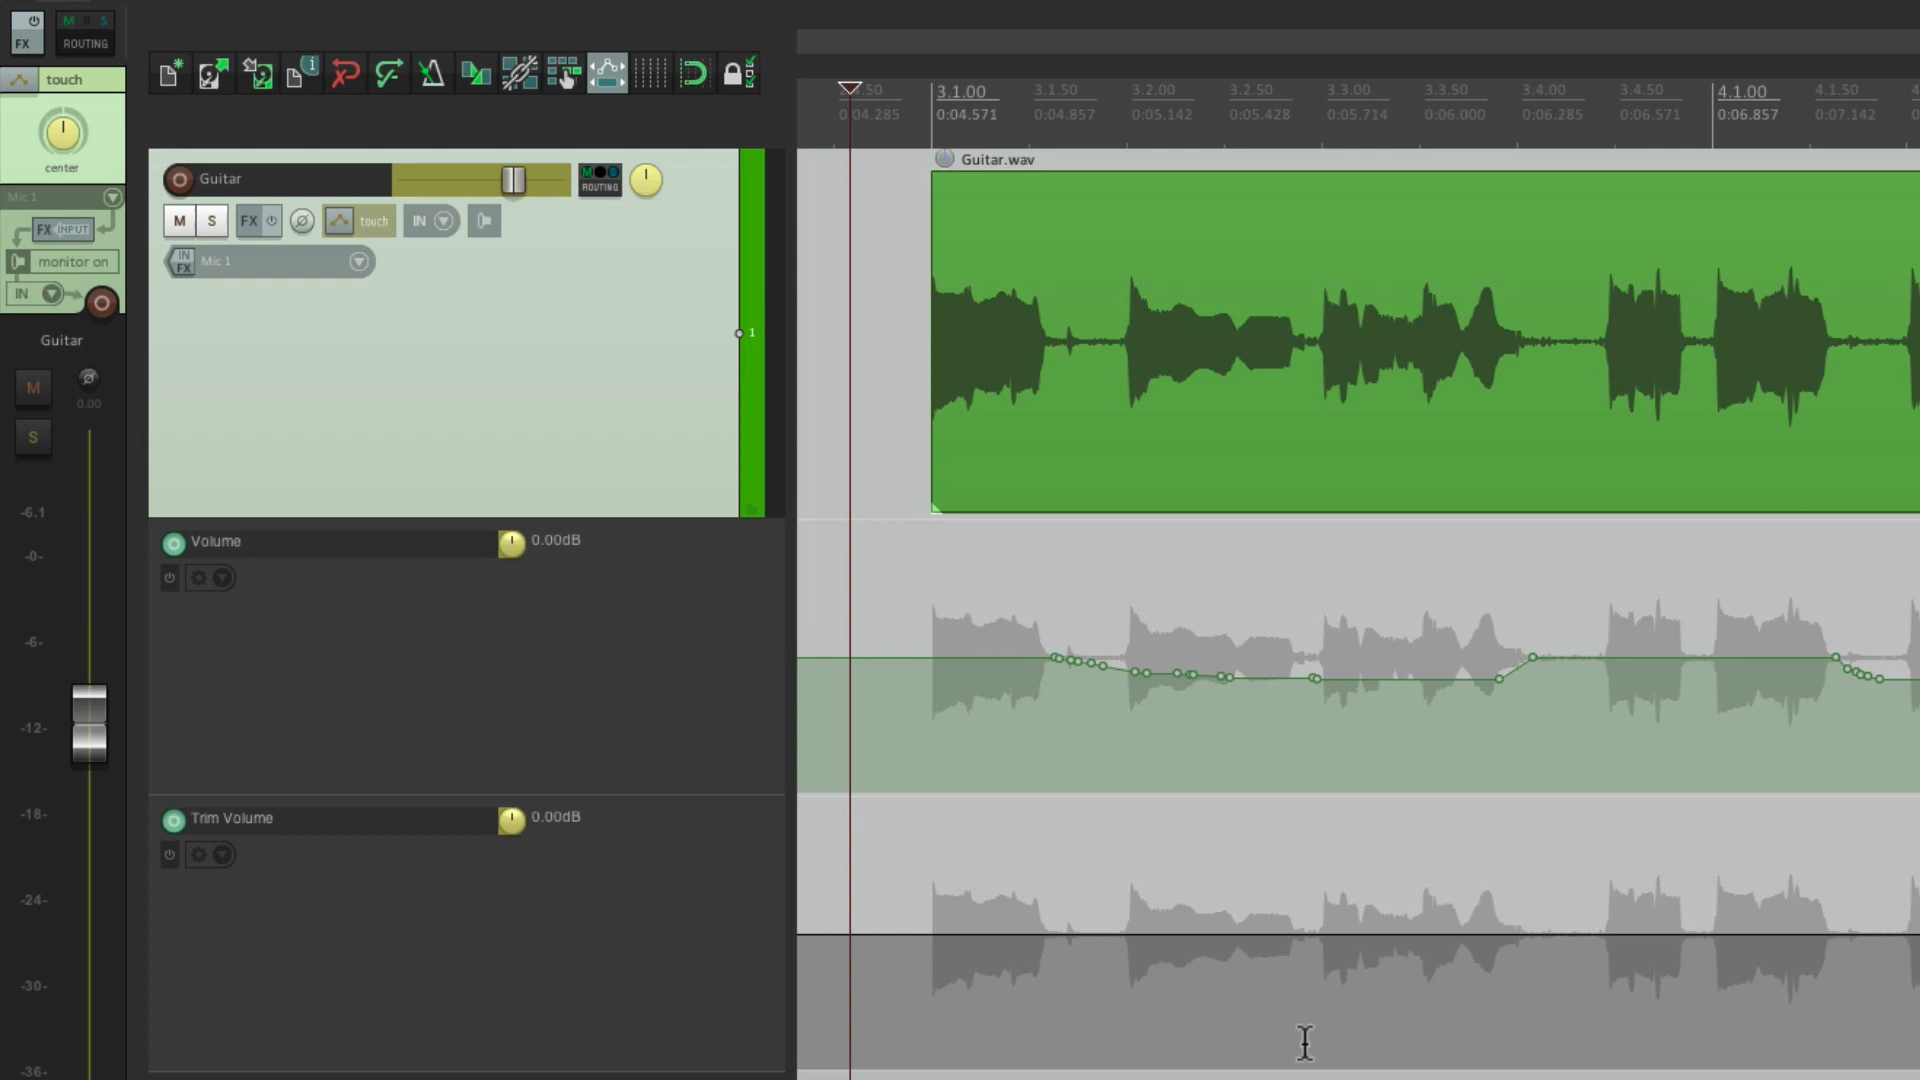 FX
M R S
ROUTING
touch
center
Mic 1
FX INPUT
monitor on
IN
Guitar
M
0.00
S
-6.1
-0-
-6-
-12-
-18-
-24-
-30-
-36-
i
Guitar
M S
ROUTING
M S FX touch IN
IN FX Mic 1
1
Volume 0.00dB
Trim Volume 0.00dB
.50 3.1.00 3.1.50 3.2.00 3.2.50 3.3.00 3.3.50 3.4.00 3.4.50 4.1.00 4.1.50
0:04.285 0:04.571 0:04.857 0:05.142 0:05.428 0:05.714 0:06.000 0:06.285 0:06.571 0:06.857 0:07.142
Guitar.wav